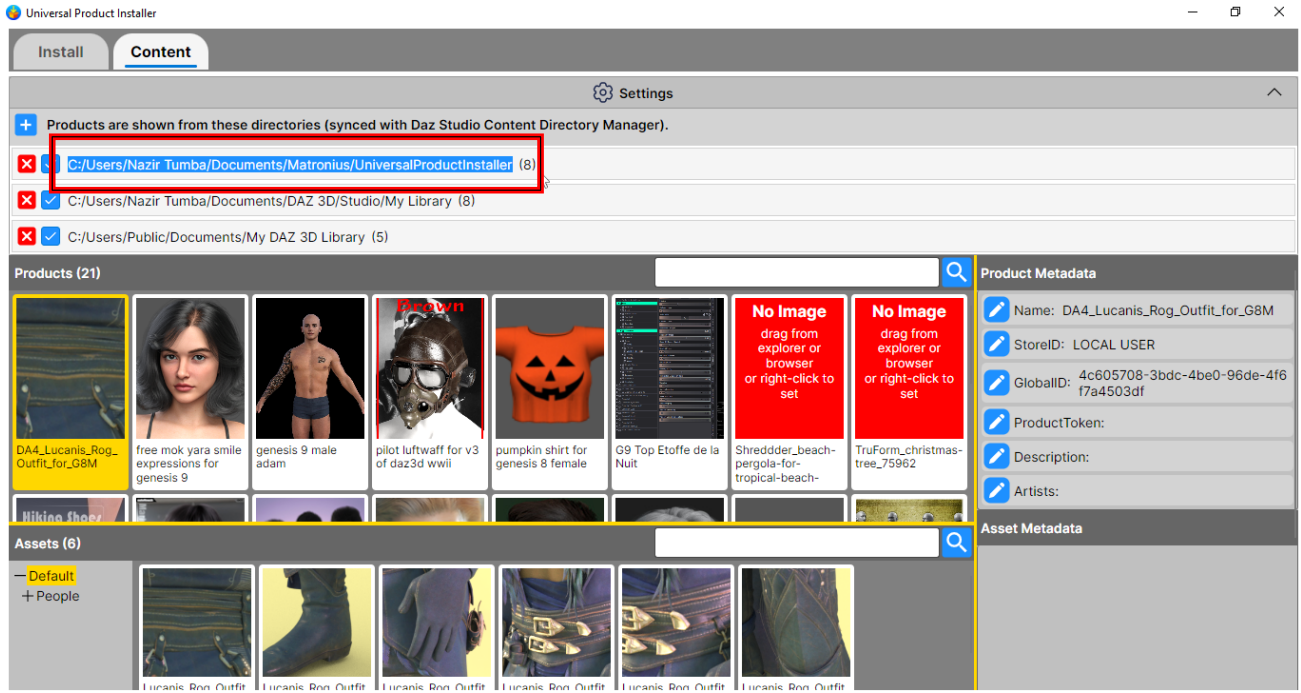 Universal Product Installer
Install
Content
Settings
Products are shown from these directories (synced with Daz Studio Content Directory Manager).
C:/Users/Nazir Tumba/Documents/Matronius/UniversalProductInstaller (8)
C:/Users/Nazir Tumba/Documents/DAZ 3D/Studio/My Library (8)
C:/Users/Public/Documents/My DAZ 3D Library (5)
Products (21)
Brown
No Image
drag from
explorer or
browser
or right-click to
set
No Image
drag from
explorer or
browser
or right-click to
set
DA4_Lucanis_Rog_
Outfit_for_G8M
free mok yara smile
expressions for
genesis 9
genesis 9 male
adam
pilot luftwaff for v3
of daz3d wwii
pumpkin shirt for
genesis 8 female
G9 Top Etoffe de la
Nuit
Shreddder_beach-
pergola-for-
tropical-beach-
TruForm_christmas-
tree_75962
Hiking Shoes
Product Metadata
Name: DA4_Lucanis_Rog_Outfit_for_G8M
StoreID: LOCAL USER
GlobalID: 4c605708-3bdc-4be0-96de-4f6
f7a4503df
ProductToken:
Description:
Artists:
Asset Metadata
Assets (6)
Default
People
Lucanis_Rog_Outfit
Lucanis_Rog_Outfit
Lucanis_Rog_Outfit
Lucanis_Rog_Outfit
Lucanis_Rog_Outfit
Lucanis_Rog_Outfit